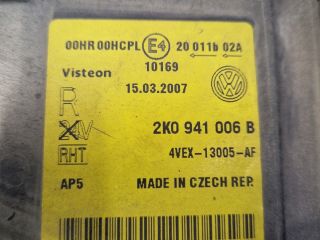 00HR 00HCPL E4 20 011b 02A
10169
Visteon
15.03.2007
R
24V
2K0 941 006 B
RHT
4VEX-13005-AF
AP5 MADE IN CZECH REP.